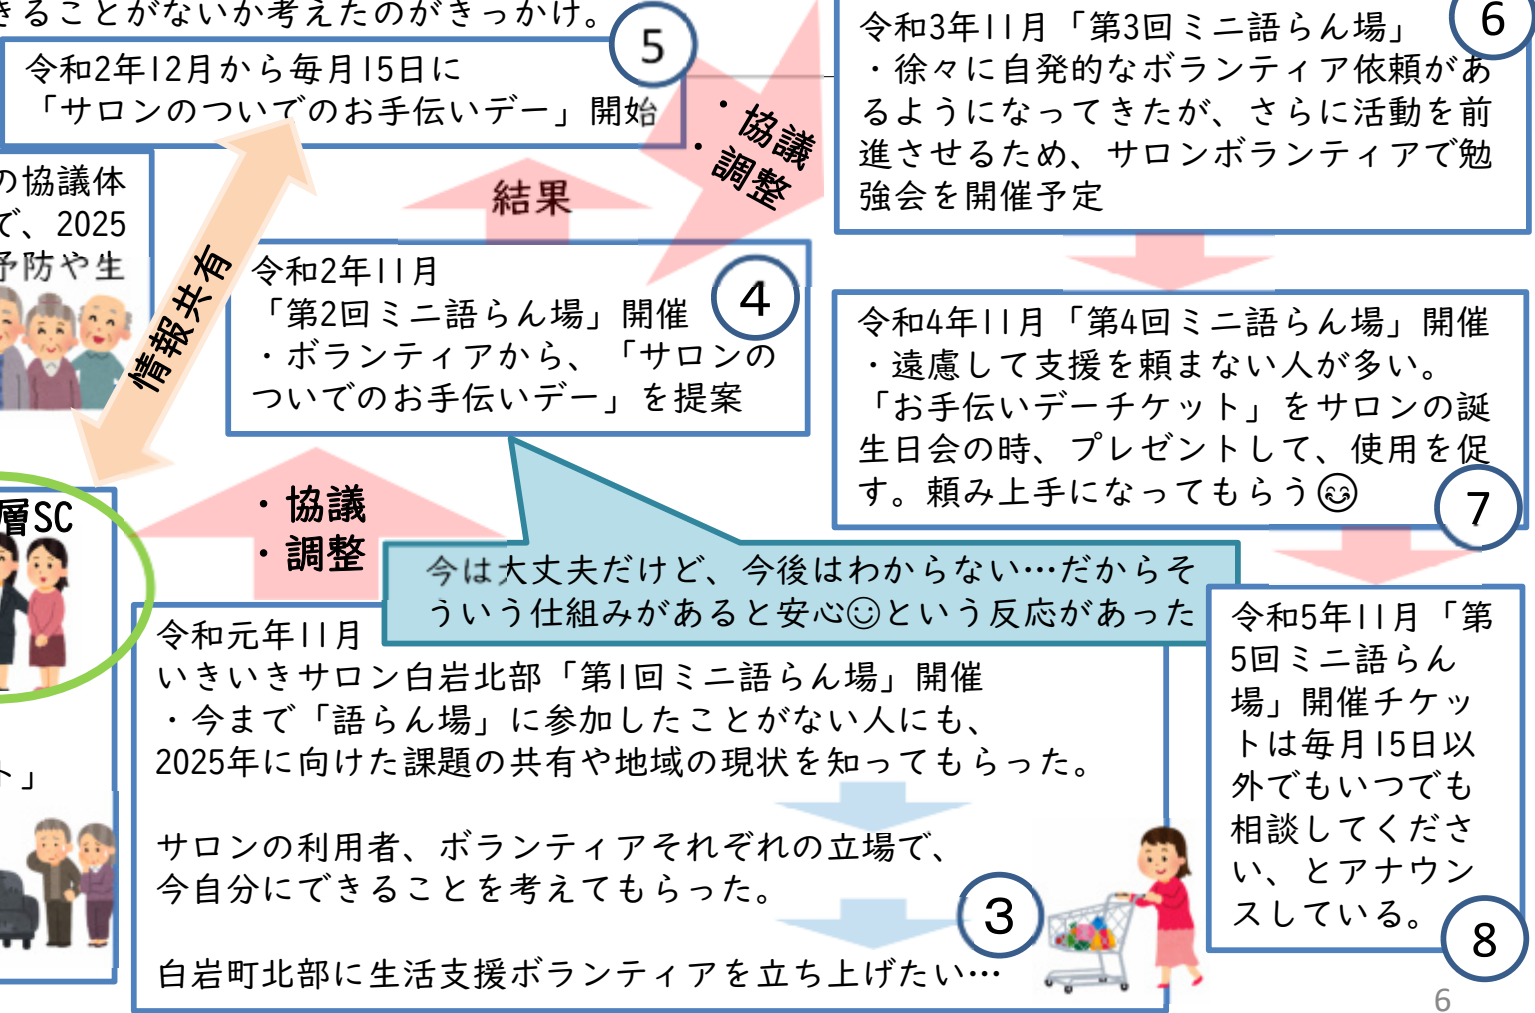 きることがないか考えたのがきっかけ。
5
令和2年12月から毎月15日に
「サロンのついでのお手伝いデー」開始
・協議
・調整
6
令和3年11月「第3回ミニ語らん場」
・徐々に自発的なボランティア依頼があ
るようになってきたが、さらに活動を前
進させるため、サロンボランティアで勉
強会を開催予定
の協議体
で、2025
予防や生
情報共有
結果
4
令和2年11月
「第2回ミニ語らん場」開催
・ボランティアから、「サロンの
ついでのお手伝いデー」を提案
令和4年11月「第4回ミニ語らん場」開催
・遠慮して支援を頼まない人が多い。
「お手伝いデーチケット」をサロンの誕
生日会の時、プレゼントして、使用を促
す。頼み上手になってもらう😊
7
層SC
・協議
・調整
今は大丈夫だけど、今後はわからない…だからそ
ういう仕組みがあると安心☺という反応があった
令和元年11月
いきいきサロン白岩北部「第1回ミニ語らん場」開催
・今まで「語らん場」に参加したことがない人にも、
2025年に向けた課題の共有や地域の現状を知ってもらった。
サロンの利用者、ボランティアそれぞれの立場で、
今自分にできることを考えてもらった。
3
白岩町北部に生活支援ボランティアを立ち上げたい…
ト」
令和5年11月「第
5回ミニ語らん
場」開催チケッ
トは毎月15日以
外でもいつでも
相談してくださ
い、とアナウン
スしている。
8
6